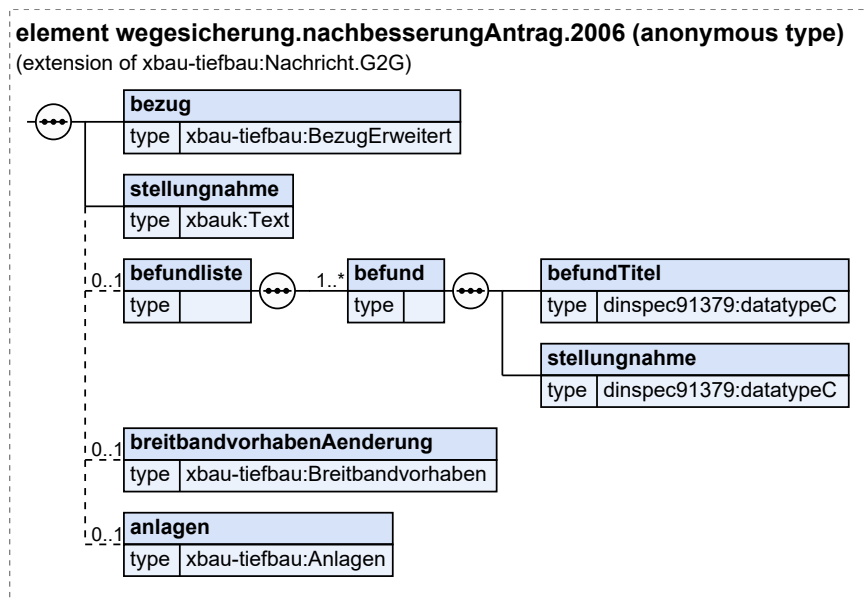 element wegesicherung.nachbesserungAntrag.2006 (anonymous type)
(extension of xbau-tiefbau:Nachricht.G2G)
bezug
type xbau-tiefbau:BezugErweitert
stellungnahme
type xbauk:Text
0..1 befundliste
type
1..* befund
type
befundTitel
type dinspec91379:datatypeC
stellungnahme
type dinspec91379:datatypeC
0..1 breitbandvorhabenAenderung
type xbau-tiefbau:Breitbandvorhaben
0..1 anlagen
type xbau-tiefbau:Anlagen